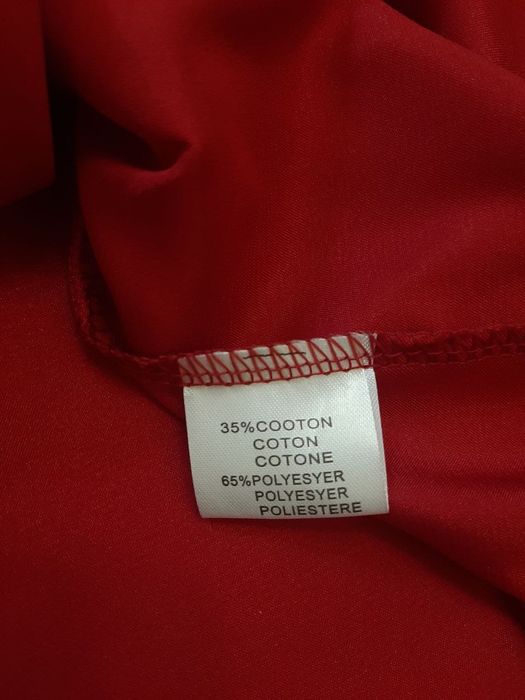 35%COOTON
COTON
COTONE
65%POLYESYER
POLYESYER
POLIESTERE